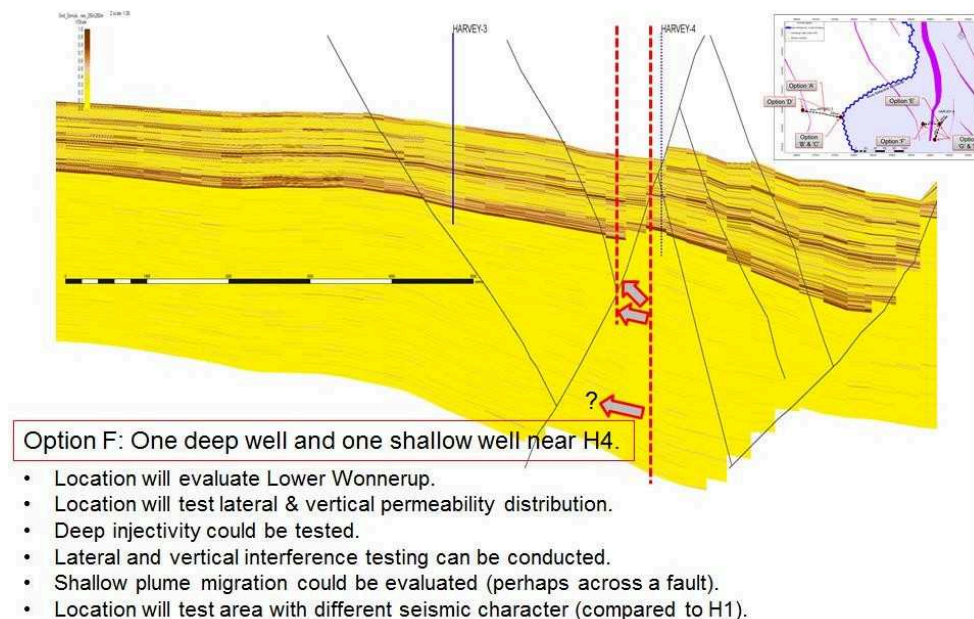 HARVEY-3
HARVEY-4
Option 'A'
Option 'D'
Option 'E'
Option 'F'
?
Option F: One deep well and one shallow well near H4.
• Location will evaluate Lower Wonnerup.
• Location will test lateral & vertical permeability distribution.
• Deep injectivity could be tested.
• Lateral and vertical interference testing can be conducted.
• Shallow plume migration could be evaluated (perhaps across a fault).
• Location will test area with different seismic character (compared to H1).